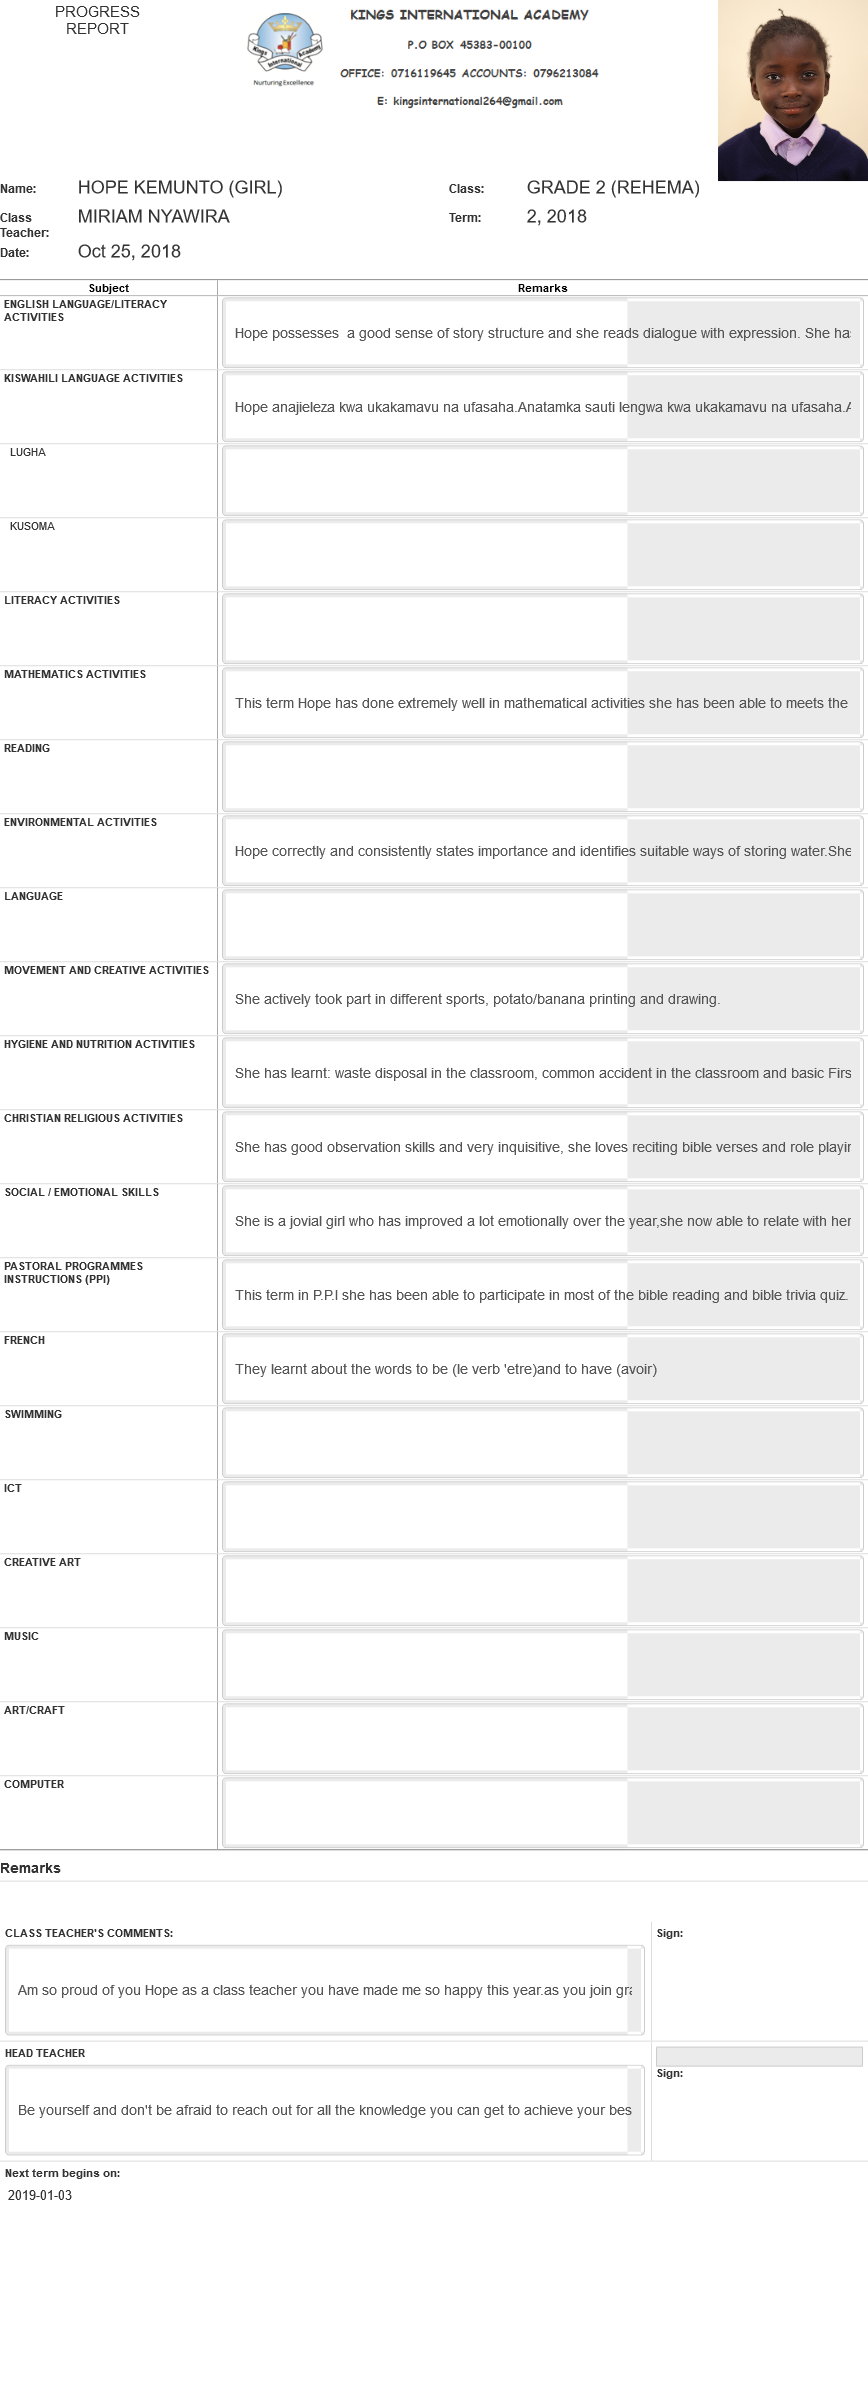 PROGRESS
REPORT
KINGS INTERNATIONAL ACADEMY
P.O BOX 45383-00100
OFFICE: 0716119645 ACCOUNTS: 0796213084
E: kingsinternational264@gmail.com
Kings International Academy
Nurturing Excellence
Name: HOPE KEMUNTO (GIRL) Class: GRADE 2 (REHEMA)
Class Teacher: MIRIAM NYAWIRA Term: 2, 2018
Date: Oct 25, 2018
Subject Remarks
ENGLISH LANGUAGE/LITERACY
ACTIVITIES
Hope possesses  a good sense of story structure and she reads dialogue with expression. She has
KISWAHILI LANGUAGE ACTIVITIES
Hope anajieleza kwa ukakamavu na ufasaha.Anatamka sauti lengwa kwa ukakamavu na ufasaha.A
LUGHA
KUSOMA
LITERACY ACTIVITIES
MATHEMATICS ACTIVITIES
This term Hope has done extremely well in mathematical activities she has been able to meets the
READING
ENVIRONMENTAL ACTIVITIES
Hope correctly and consistently states importance and identifies suitable ways of storing water.She
LANGUAGE
MOVEMENT AND CREATIVE ACTIVITIES
She actively took part in different sports, potato/banana printing and drawing.
HYGIENE AND NUTRITION ACTIVITIES
She has learnt: waste disposal in the classroom, common accident in the classroom and basic Firs
CHRISTIAN RELIGIOUS ACTIVITIES
She has good observation skills and very inquisitive, she loves reciting bible verses and role playin
SOCIAL / EMOTIONAL SKILLS
She is a jovial girl who has improved a lot emotionally over the year,she now able to relate with her
PASTORAL PROGRAMMES
INSTRUCTIONS (PPI)
This term in P.P.I she has been able to participate in most of the bible reading and bible trivia quiz.
FRENCH
They learnt about the words to be (le verb 'etre)and to have (avoir)
SWIMMING
ICT
CREATIVE ART
MUSIC
ART/CRAFT
COMPUTER
Remarks
CLASS TEACHER'S COMMENTS: Sign:
Am so proud of you Hope as a class teacher you have made me so happy this year.as you join gra
HEAD TEACHER
Sign:
Be yourself and don't be afraid to reach out for all the knowledge you can get to achieve your bes
Next term begins on:
2019-01-03